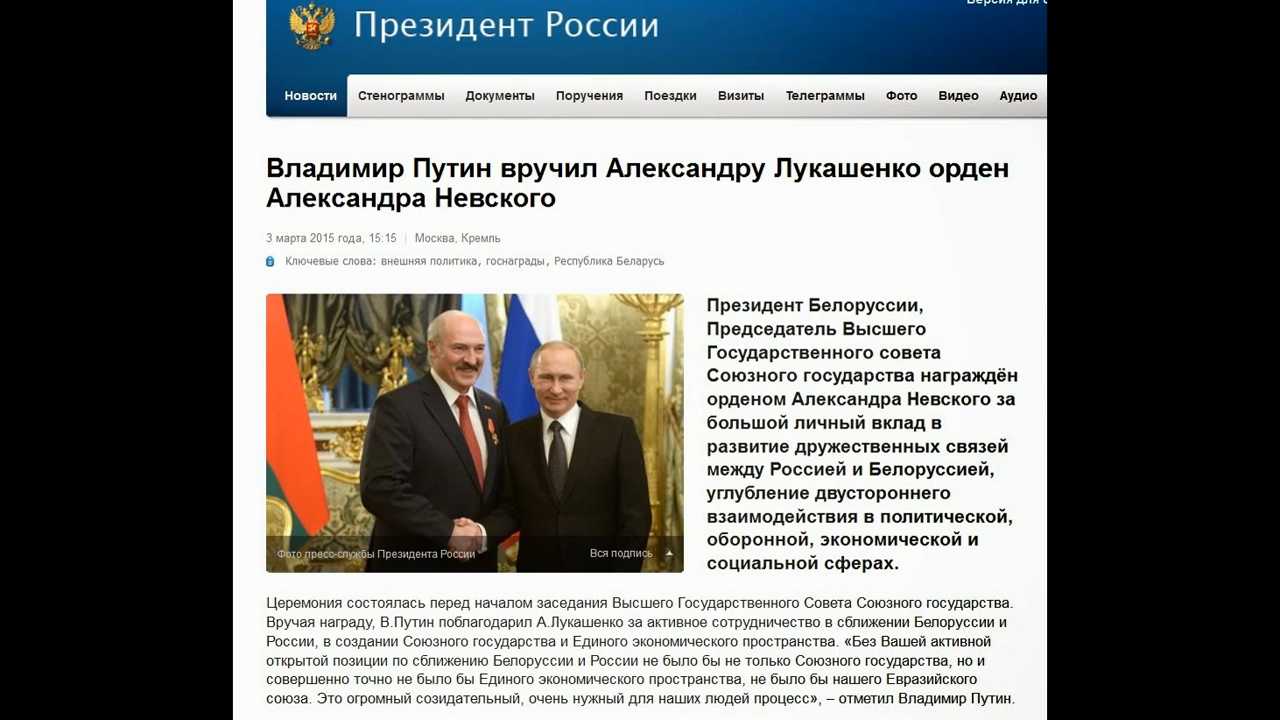 Версия для
Президент России
Новости Стенограммы Документы Поручения Поездки Визиты Телеграммы Фото Видео Аудио
Владимир Путин вручил Александру Лукашенко орден
Александра Невского
3 марта 2015 года, 15:15 | Москва, Кремль
Ключевые слова: внешняя политика, госнаграды, Республика Беларусь
Президент Белоруссии,
Председатель Высшего
Государственного совета
Союзного государства награждён
орденом Александра Невского за
большой личный вклад в
развитие дружественных связей
между Россией и Белоруссией,
углубление двустороннего
взаимодействия в политической,
оборонной, экономической и
социальной сферах.
Фото пресс-службы Президента России Вся подпись
Церемония состоялась перед началом заседания Высшего Государственного Совета Союзного государства.
Вручая награду, В.Путин поблагодарил А.Лукашенко за активное сотрудничество в сближении Белоруссии и
России, в создании Союзного государства и Единого экономического пространства. «Без Вашей активной
открытой позиции по сближению Белоруссии и России не было бы не только Союзного государства, но и
совершенно точно не было бы Единого экономического пространства, не было бы нашего Евразийского
союза. Это огромный созидательный, очень нужный для наших людей процесс», – отметил Владимир Путин.